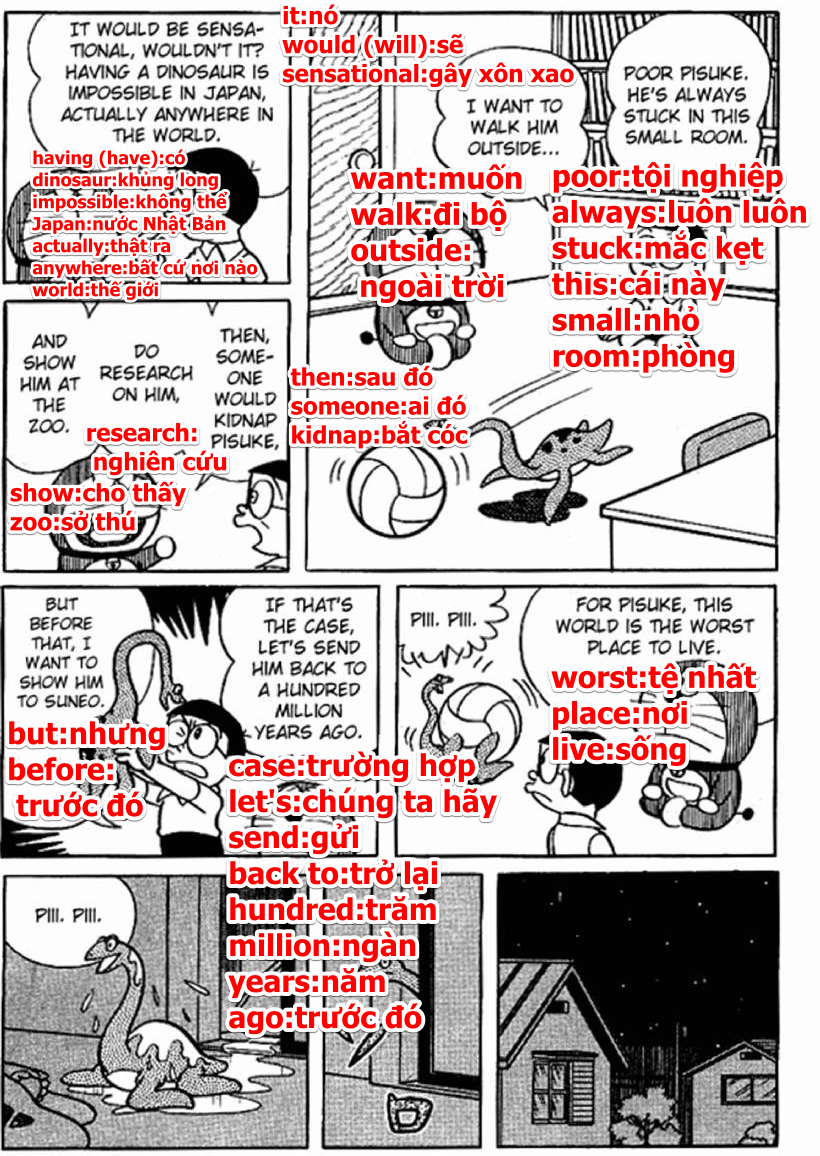 POOR PISUKE.
HE'S ALWAYS
STUCK IN THIS
SMALL ROOM.
poor:tội nghiệp
always:luôn luôn
stuck:mắc kẹt
this:cái này
small:nhỏ
room:phòng
I WANT TO
WALK HIM
OUTSIDE...
want:muốn
walk:đi bộ
outside:
ngoài trời
IT WOULD BE SENSA-
TIONAL, WOULDN'T IT?
HAVING A DINOSAUR IS
IMPOSSIBLE IN JAPAN,
ACTUALLY ANYWHERE IN
THE WORLD.
it:nó
would (will):sẽ
sensational:gây xôn xao
having (have):có
dinosaur:khủng long
impossible:không thể
Japan:nước Nhật Bản
actually:thật ra
anywhere:bất cứ nơi nào
world:thế giới
THEN,
SOME-
ONE
WOULD
KIDNAP
PISUKE,
then:sau đó
someone:ai đó
kidnap:bắt cóc
DO
RESEARCH
ON HIM,
research:
nghiên cứu
AND
SHOW
HIM AT
THE
ZOO.
show:cho thấy
zoo:sở thú
FOR PISUKE, THIS
WORLD IS THE WORST
PLACE TO LIVE.
worst:tệ nhất
place:nơi
live:sống
PIII. PIII.
IF THAT'S
THE CASE,
LET'S SEND
HIM BACK TO
A HUNDRED
MILLION
YEARS AGO.
case:trường hợp
let's:chúng ta hãy
send:gửi
back to:trở lại
hundred:trăm
million:ngàn
years:năm
ago:trước đó
BUT
BEFORE
THAT, I
WANT TO
SHOW HIM
TO SUNEO.
but:nhưng
before:
trước đó
PIII. PIII.